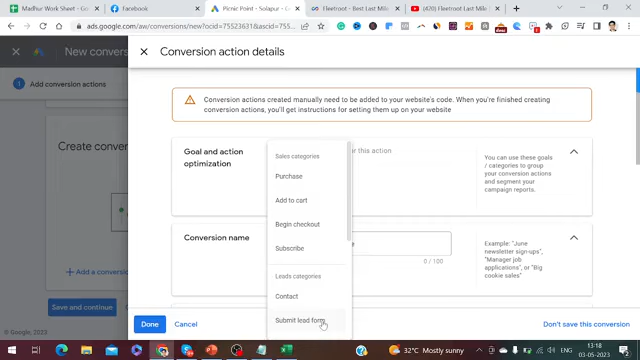 Madhur Work Sheet
Facebook
Picnic Point - Solapur - Goo
Fleetroot - Best Last Mile
(420) Fleetroot Last Mile
ads.google.com/aw/conversions/new?ocid=75523631&ascid=755
New conver
Conversion action details
1 Add conversion actions
Conversion actions created manually need to be added to your website's code. When you're finished creating
conversion actions, you'll get instructions for setting them up on your website
Create conver
Goal and action
optimization
for this action
You can use these goals
/ categories to group
your conversion actions
and segment your
campaign reports.
Sales categories
Purchase
Add to cart
Begin checkout
Subscribe
Leads categories
Contact
Submit lead form
Conversion name
0 / 100
Example: "June
newsletter sign-ups",
"Manager job
applications", or "Big
cookie sales"
+ Add a conversion a
Save and continue
© Google, 2023.
Done
Cancel
Don't save this conversion
32°C Mostly sunny
13:18
03-05-2023